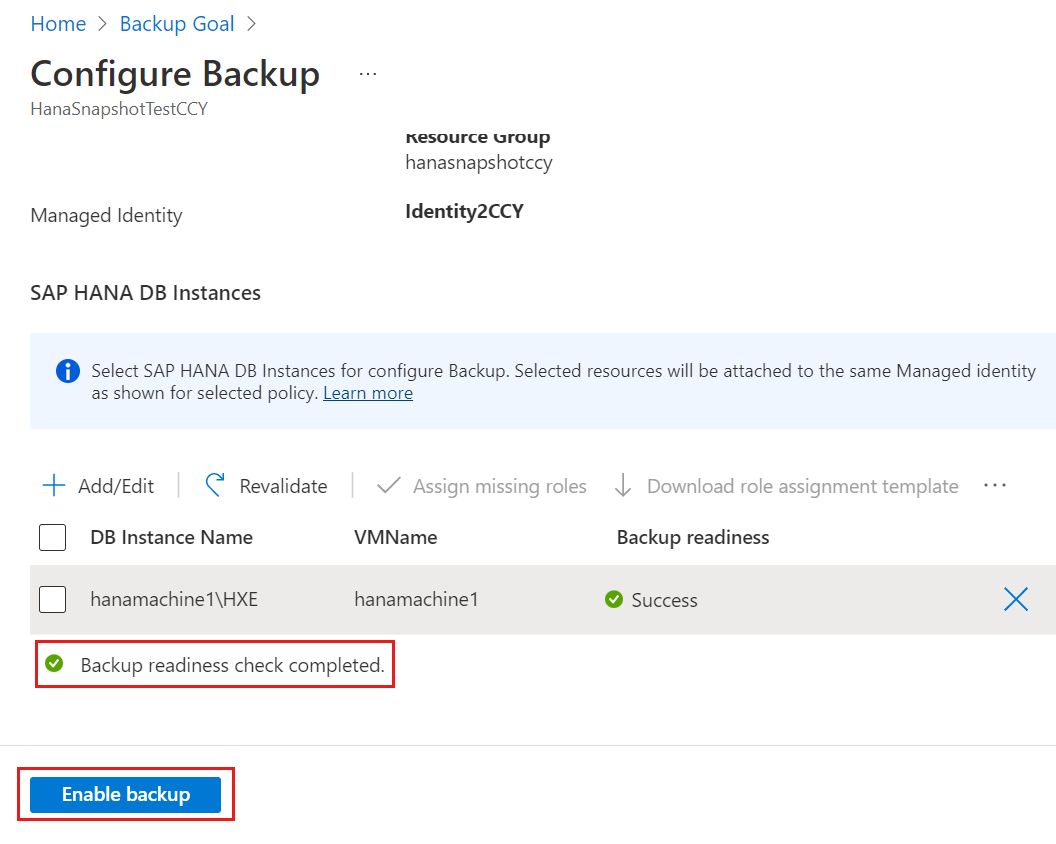 Home > Backup Goal >
Configure Backup ...
HanaSnapshotTestCCY
Resource Group
hanasnapshotccy
Managed Identity Identity2CCY
SAP HANA DB Instances
Select SAP HANA DB Instances for configure Backup. Selected resources will be attached to the same Managed identity
as shown for selected policy. Learn more
Add/Edit Revalidate Assign missing roles Download role assignment template ...
DB Instance Name VMName Backup readiness
hanamachine1\HXE hanamachine1 Success
Backup readiness check completed.
Enable backup